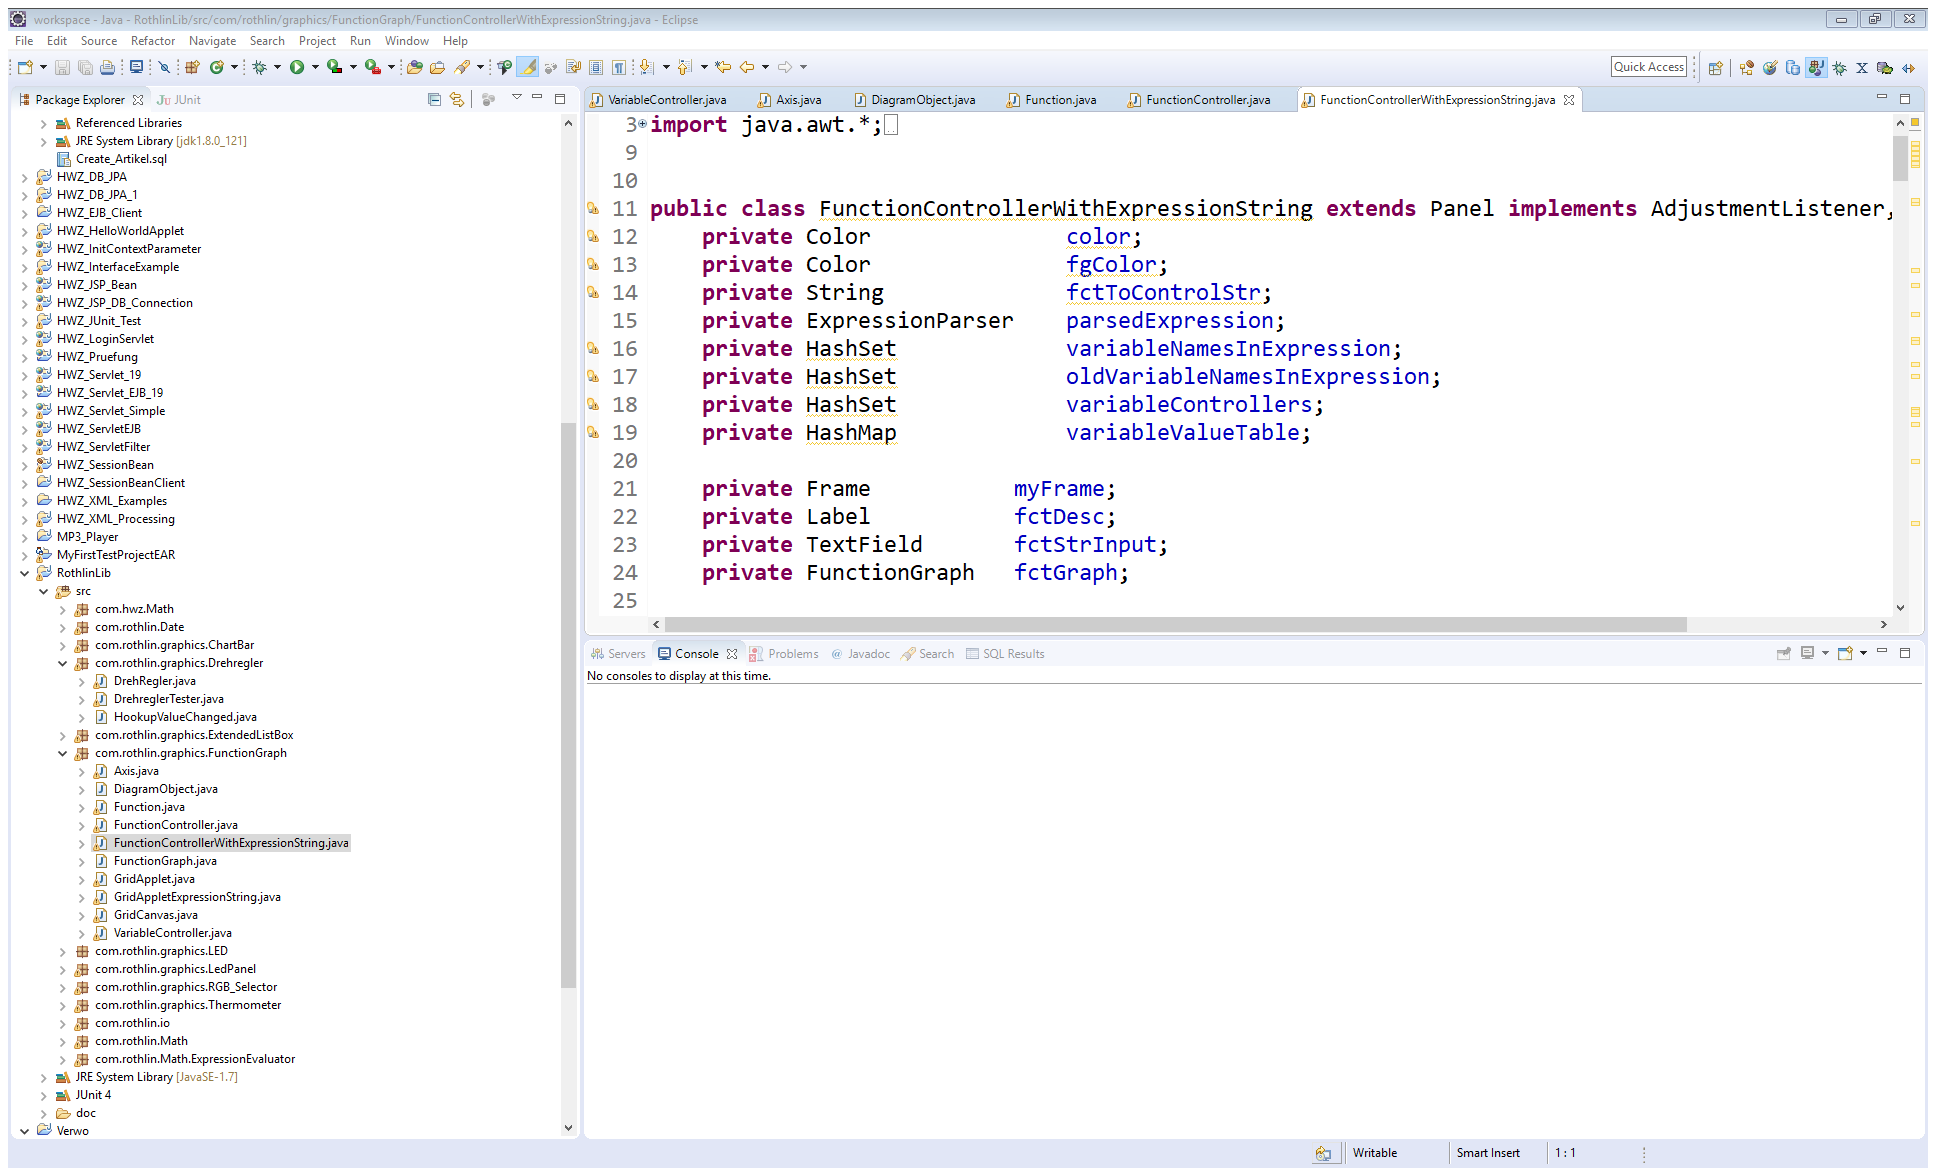 workspace - Java - RothlinLib/src/com/rothlin/graphics/FunctionGraph/FunctionControllerWithExpressionString.java - Eclipse
File Edit Source Refactor Navigate Search Project Run Window Help
Quick Access
Package Explorer JUnit
Referenced Libraries
JRE System Library [jdk1.8.0_121]
Create_Artikel.sql
HWZ_DB_JPA
HWZ_DB_JPA_1
HWZ_EJB_Client
HWZ_HelloWorldApplet
HWZ_InitContextParameter
HWZ_InterfaceExample
HWZ_JSP_Bean
HWZ_JSP_DB_Connection
HWZ_JUnit_Test
HWZ_LoginServlet
HWZ_Pruefung
HWZ_Servlet_19
HWZ_Servlet_EJB_19
HWZ_Servlet_Simple
HWZ_ServletEJB
HWZ_ServletFilter
HWZ_SessionBean
HWZ_SessionBeanClient
HWZ_XML_Examples
HWZ_XML_Processing
MP3_Player
MyFirstTestProjectEAR
RothlinLib
src
com.hwz.Math
com.rothlin.Date
com.rothlin.graphics.ChartBar
com.rothlin.graphics.Drehregler
DrehRegler.java
DrehreglerTester.java
HookupValueChanged.java
com.rothlin.graphics.ExtendedListBox
com.rothlin.graphics.FunctionGraph
Axis.java
DiagramObject.java
Function.java
FunctionController.java
FunctionControllerWithExpressionString.java
FunctionGraph.java
GridApplet.java
GridAppletExpressionString.java
GridCanvas.java
VariableController.java
com.rothlin.graphics.LED
com.rothlin.graphics.LedPanel
com.rothlin.graphics.RGB_Selector
com.rothlin.graphics.Thermometer
com.rothlin.io
com.rothlin.Math
com.rothlin.Math.ExpressionEvaluator
JRE System Library [JavaSE-1.7]
JUnit 4
doc
Verwo
VariableController.java Axis.java DiagramObject.java Function.java FunctionController.java FunctionControllerWithExpressionString.java
3 import java.awt.*;
9
10
11 public class FunctionControllerWithExpressionString extends Panel implements AdjustmentListener,
12 private Color color;
13 private Color fgColor;
14 private String fctToControlStr;
15 private ExpressionParser parsedExpression;
16 private HashSet variableNamesInExpression;
17 private HashSet oldVariableNamesInExpression;
18 private HashSet variableControllers;
19 private HashMap variableValueTable;
20
21 private Frame myFrame;
22 private Label fctDesc;
23 private TextField fctStrInput;
24 private FunctionGraph fctGraph;
25
Servers Console Problems @ Javadoc Search SQL Results
No consoles to display at this time.
Writable Smart Insert 1 : 1